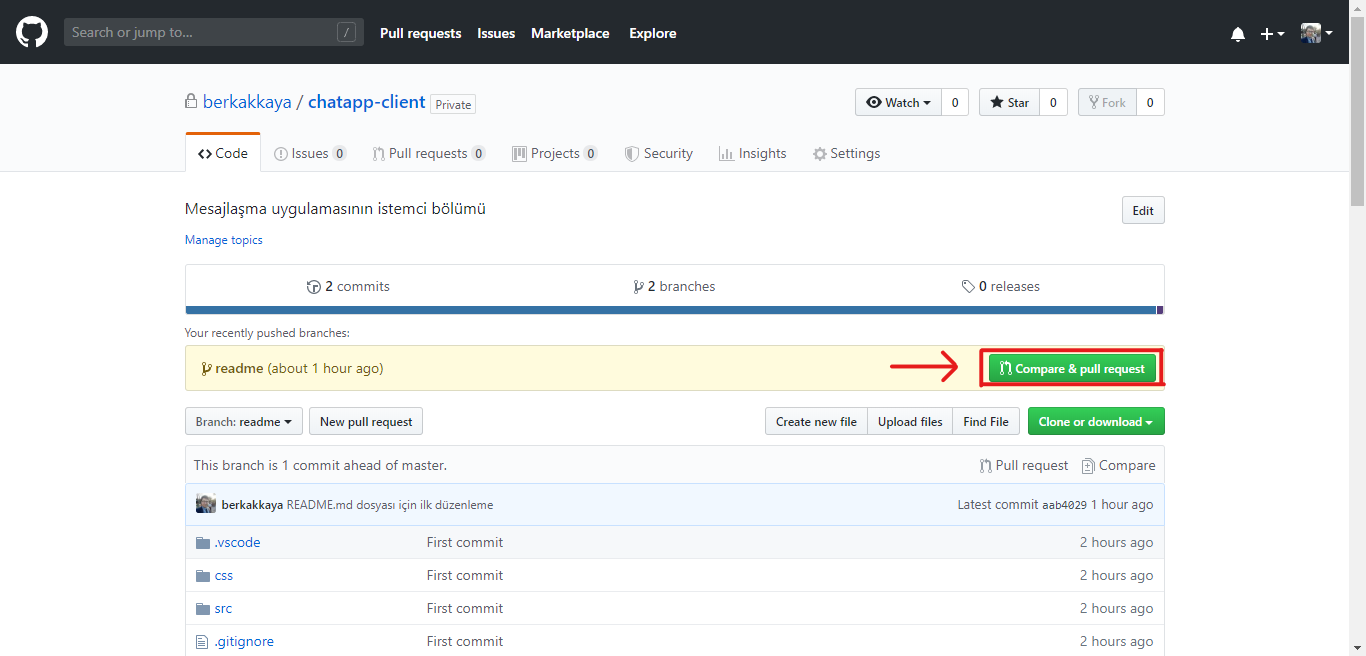 Search or jump to... / Pull requests Issues Marketplace Explore
berkakkaya / chatapp-client Private Watch 0 Star 0 Fork 0
Code Issues 0 Pull requests 0 Projects 0 Security Insights Settings
Mesajlaşma uygulamasının istemci bölümü Edit
Manage topics
2 commits 2 branches 0 releases
Your recently pushed branches:
readme (about 1 hour ago) Compare & pull request
Branch: readme New pull request Create new file Upload files Find File Clone or download
This branch is 1 commit ahead of master. Pull request Compare
berkakkaya README.md dosyası için ilk düzenleme Latest commit aab4029 1 hour ago
.vscode First commit 2 hours ago
css First commit 2 hours ago
src First commit 2 hours ago
.gitignore First commit 2 hours ago